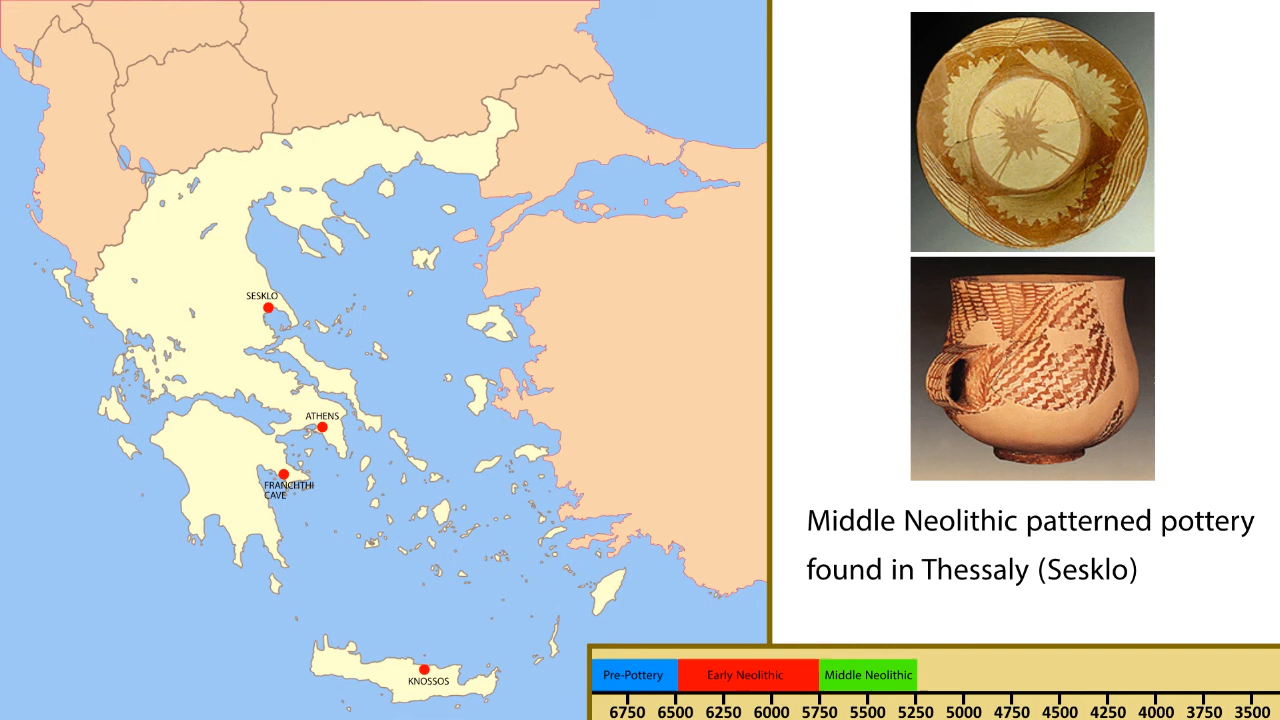 SESKLO
ATHENS
FRANCHTHI
CAVE
KNOSSOS
Middle Neolithic patterned pottery
found in Thessaly (Sesklo)
Pre-Pottery Early Neolithic Middle Neolithic
6750 6500 6250 6000 5750 5500 5250 5000 4750 4500 4250 4000 3750 3500